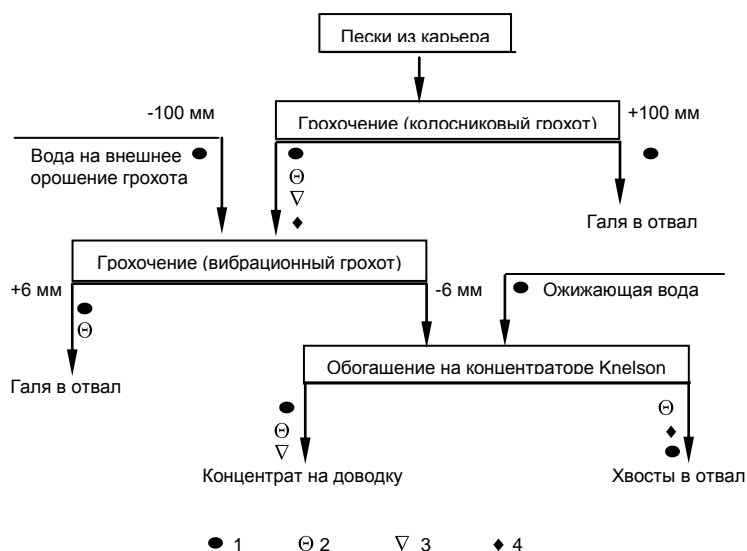 Пески из карьера
-100 мм
+100 мм
Грохочение (колосниковый грохот)
Вода на внешнее
орошение грохота
Галя в отвал
Грохочение (вибрационный грохот)
+6 мм
-6 мм
Ожижающая вода
Обогащение на концентраторе Knelson
Галя в отвал
Концентрат на доводку
Хвосты в отвал
1 2 3 4